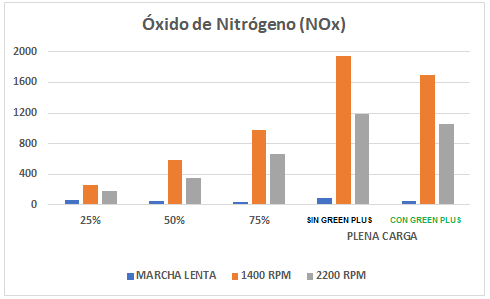 Óxido de Nitrógeno (NOx)
2000
1600
1200
800
400
0
25%
50%
75%
SIN GREEN PLUS
CON GREEN PLUS
PLENA CARGA
MARCHA LENTA
1400 RPM
2200 RPM